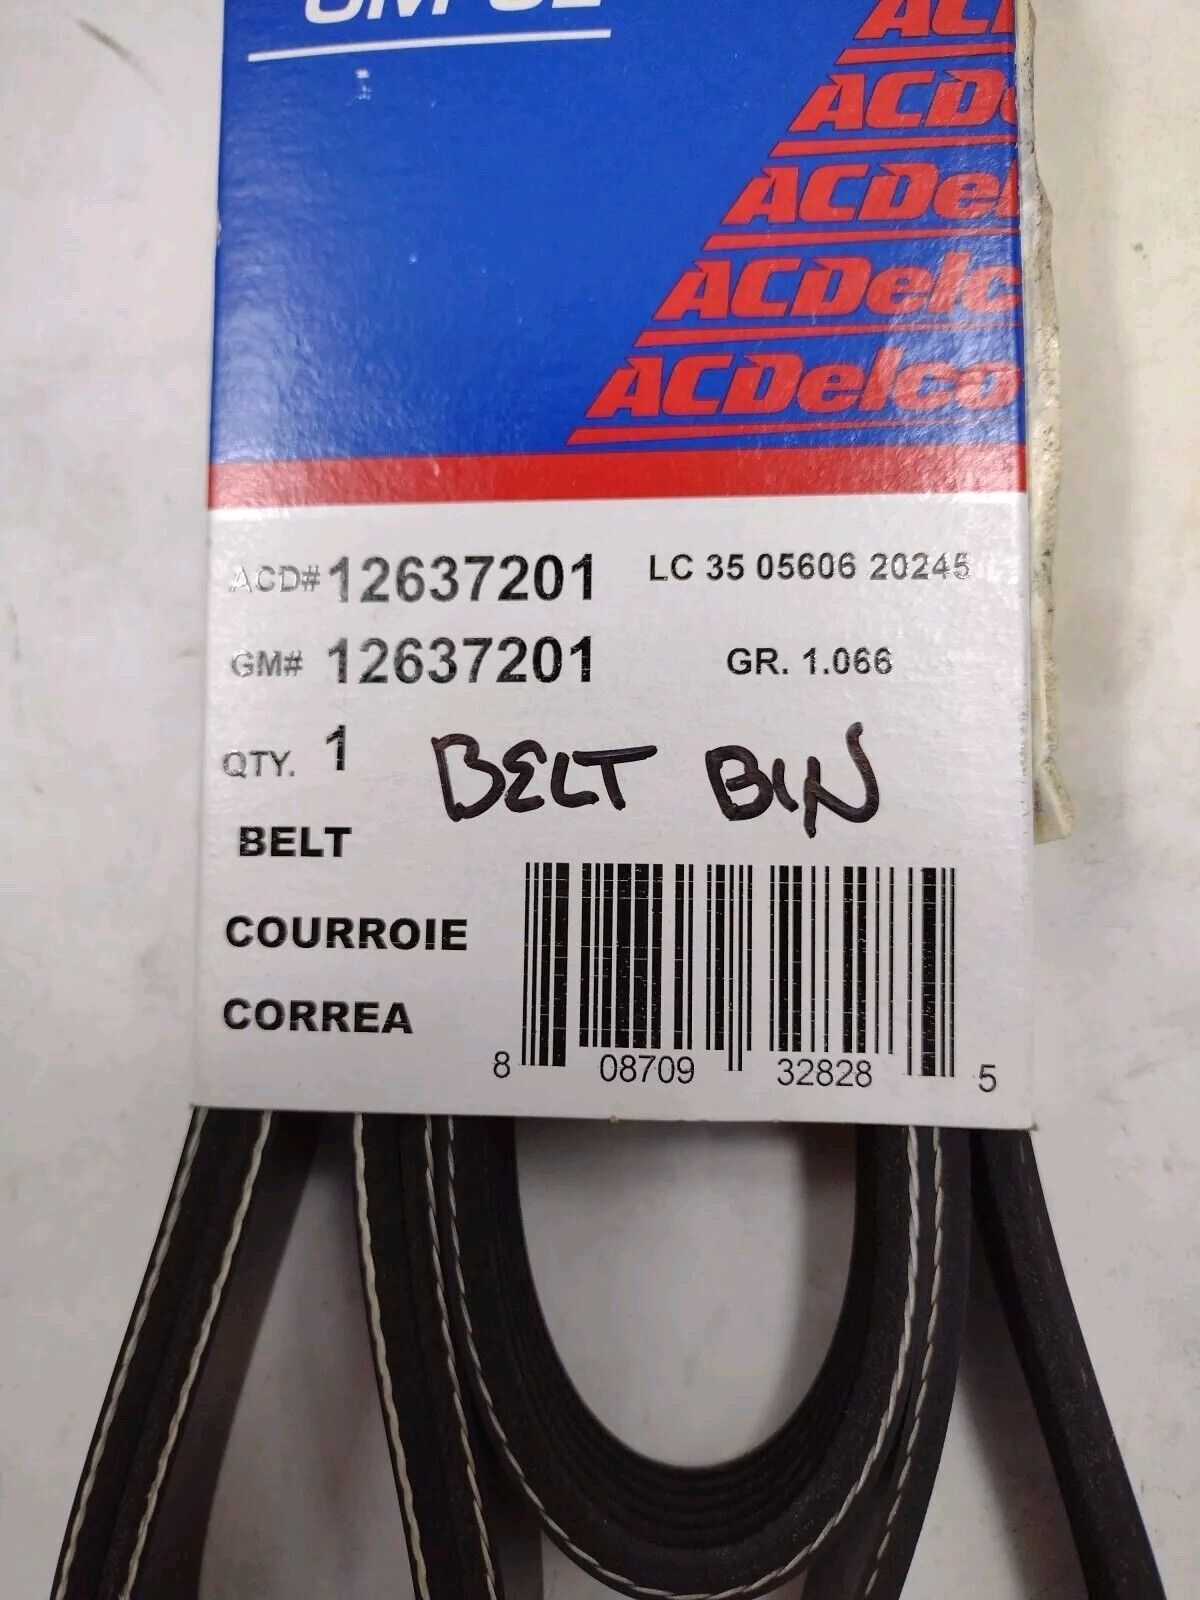 ACDelco
ACDelco
ACD# 12637201 LC 35 05606 20245
GM# 12637201 GR. 1.066
QTY. 1
BELT BIN
BELT
COURROIE
CORREA
8 08709 32828 5